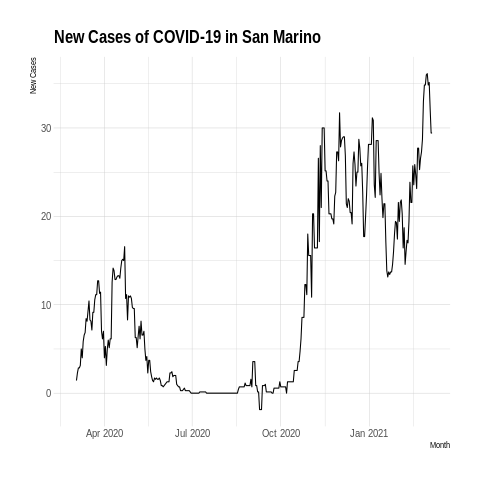 New Cases of COVID-19 in San Marino
New Cases
30
20
10
0
Apr 2020 Jul 2020 Oct 2020 Jan 2021
Month